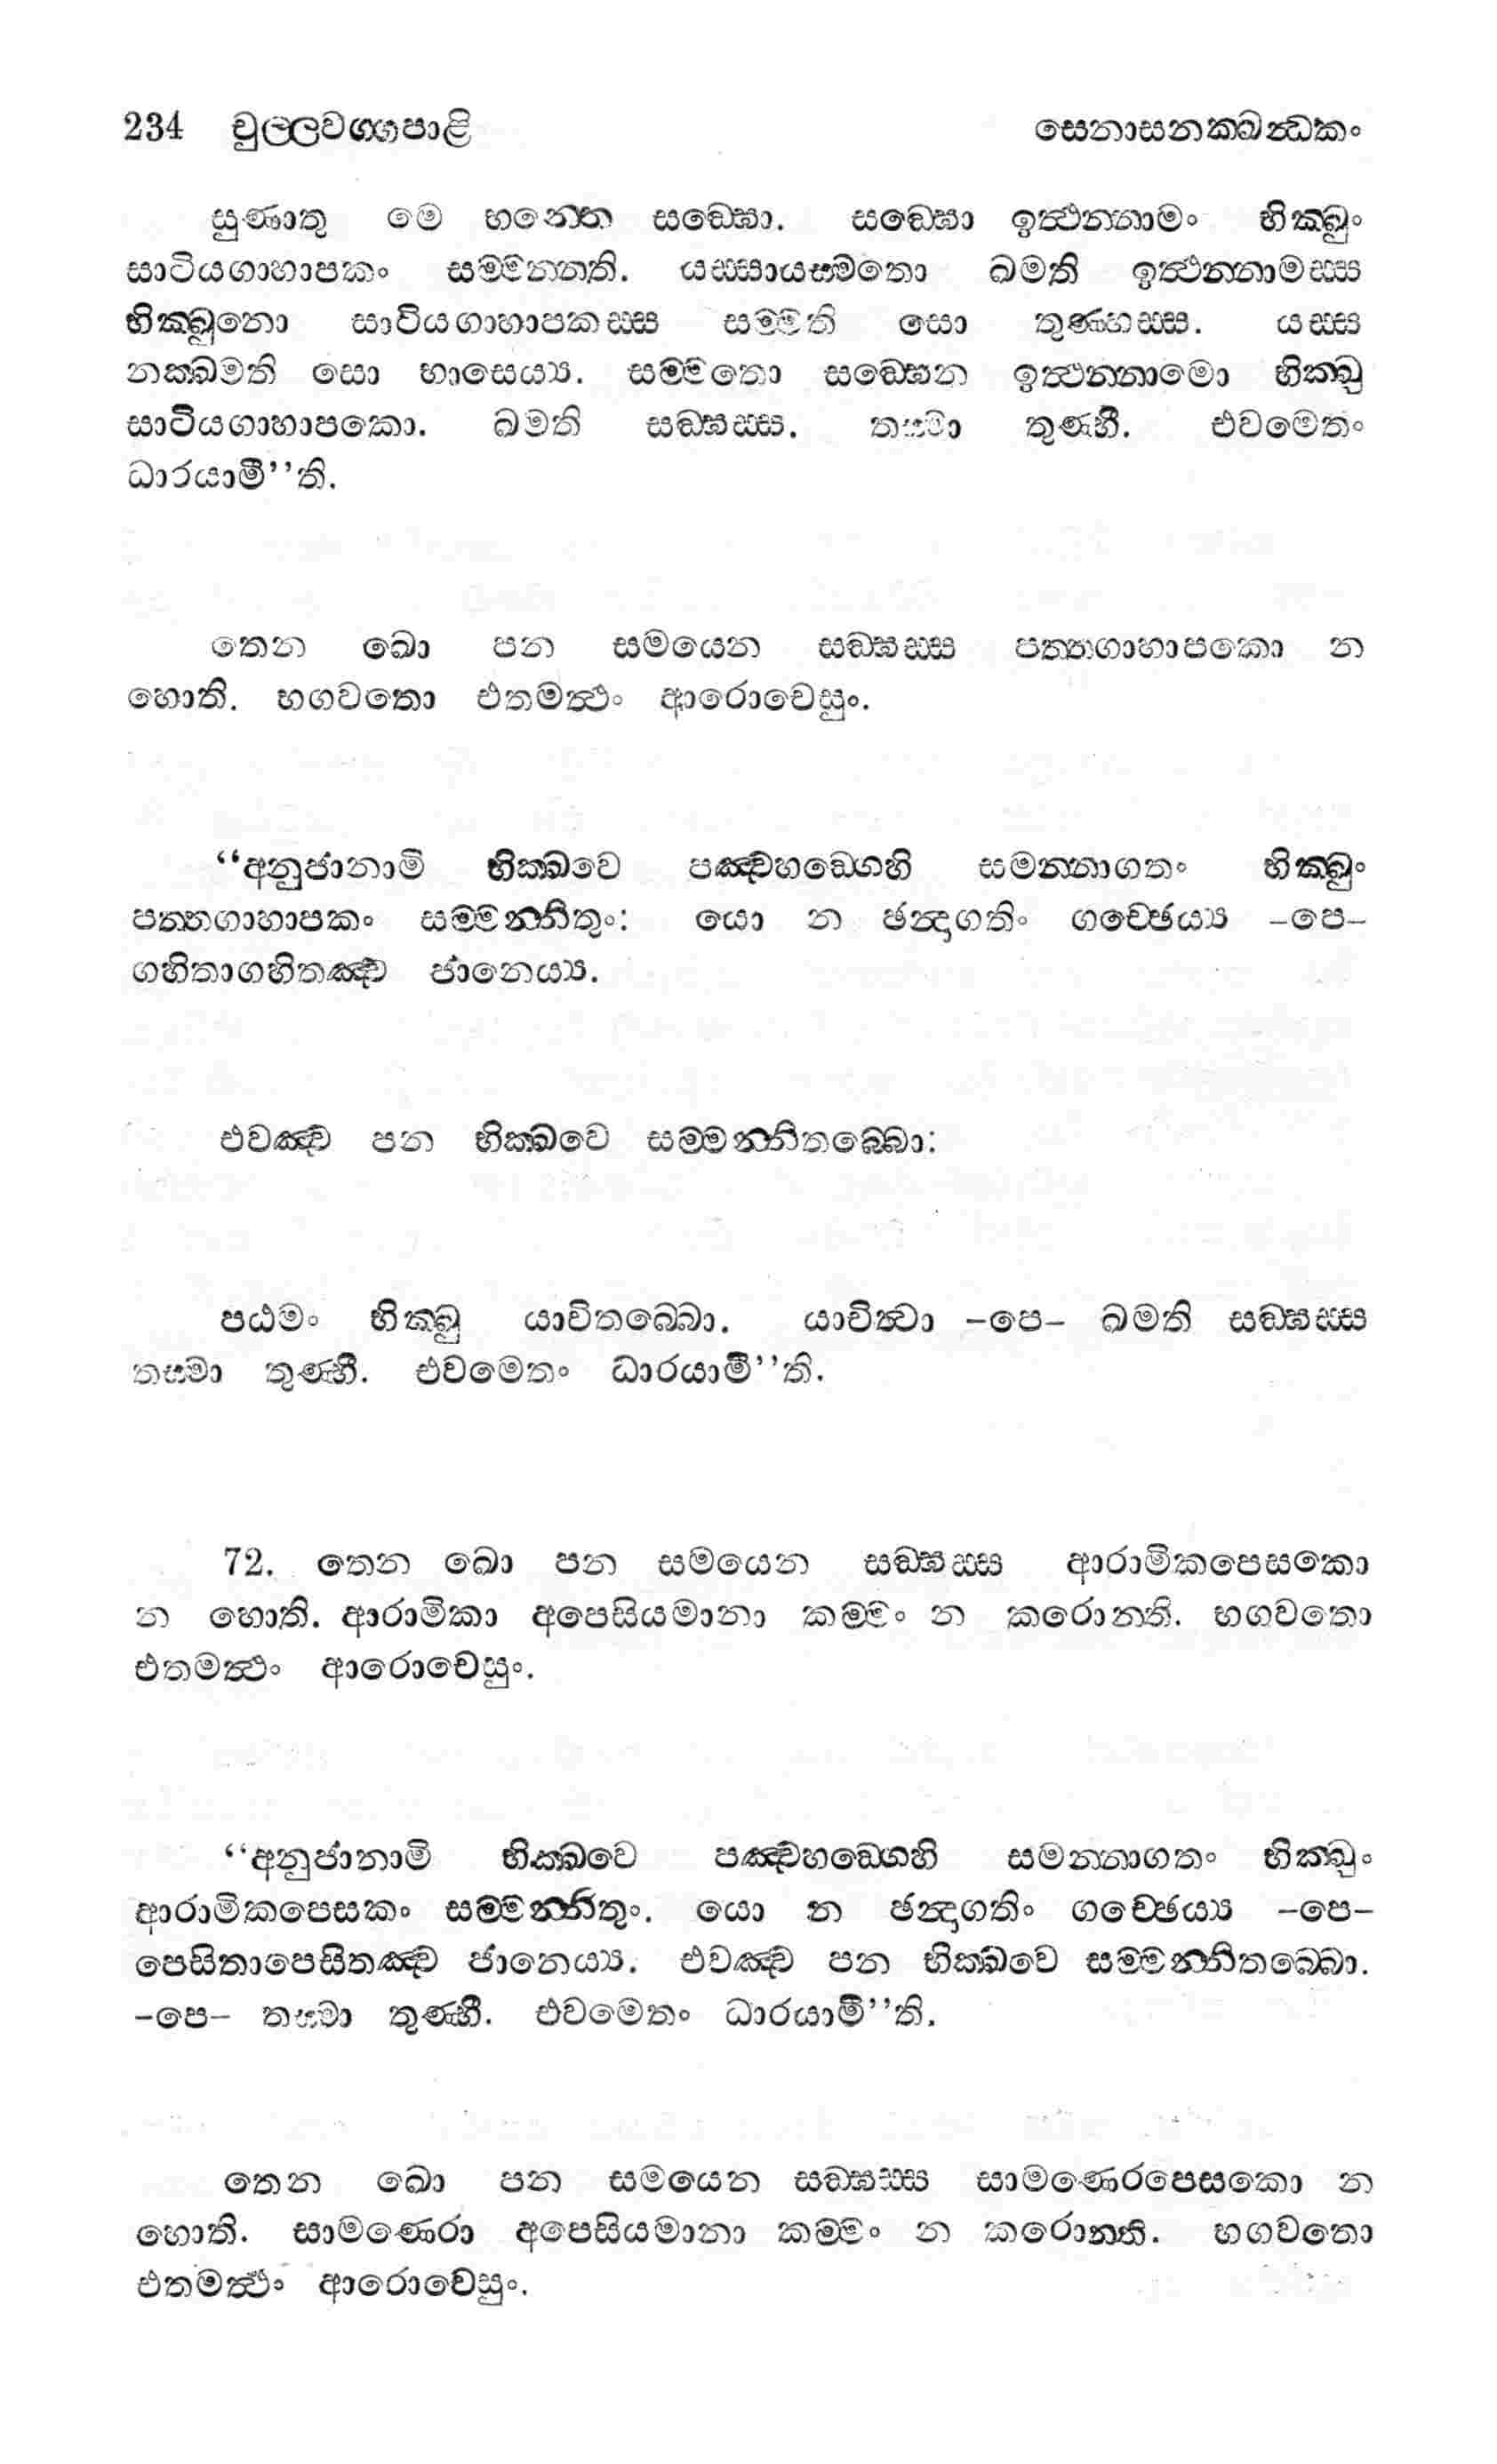 234 චුල්ලවග්ගපාළි සෙනාසනක්ඛන්ධකං
සුණාතු මෙ භන්තෙ සඞ්ඝො. සඞ්ඝො ඉත්ථන්නාමං භික්ඛුං
සාටියගාහාපකං සම්මන්නති. යස්සායස්මතො ඛමති ඉත්ථන්නාමස්ස
භික්ඛුනො සාටියගාහාපකස්ස සම්මති සො තුණ්හස්ස. යස්ස
නක්ඛමති සො භාසෙය්‍ය. සම්මතො සඞ්ඝෙන ඉත්ථන්නාමො භික්ඛු
සාටියගාහාපකො. ඛමති සඞ්ඝස්ස. තස්මා තුණ්හී. එවමෙතං
ධාරයාමී’’ති.
තෙන ඛො පන සමයෙන සඞ්ඝස්ස පත්තගාහාපකො න
හොති. භගවතො එතමත්ථං ආරොචෙසුං.
‘‘අනුජානාමි භික්ඛවෙ පඤ්චහඞ්ගෙහි සමන්නාගතං භික්ඛුං
පත්තගාහාපකං සම්මන්නිතුං: යො න ඡන්දාගතිං ගච්ඡෙය්‍ය –පෙ–
ගහිතාගහිතඤ්ච ජානෙය්‍ය.
එවඤ්ච පන භික්ඛවෙ සම්මන්නිතබ්බො:
පඨමං භික්ඛු යාචිතබ්බො. යාචිත්වා –පෙ– ඛමති සඞ්ඝස්ස
තස්මා තුණ්හී. එවමෙතං ධාරයාමී’’ති.
72. තෙන ඛො පන සමයෙන සඞ්ඝස්ස ආරාමිකපෙසකො
න හොති. ආරාමිකා අපෙසියමානා කම්මං න කරොන්ති. භගවතො
එතමත්ථං ආරොචෙසුං.
‘‘අනුජානාමි භික්ඛවෙ පඤ්චහඞ්ගෙහි සමන්නාගතං භික්ඛුං
ආරාමිකපෙසකං සම්මන්නිතුං. යො න ඡන්දාගතිං ගච්ඡෙය්‍ය –පෙ–
පෙසිතාපෙසිතඤ්ච ජානෙය්‍ය. එවඤ්ච පන භික්ඛවෙ සම්මන්නිතබ්බො.
–පෙ– තස්මා තුණ්හී. එවමෙතං ධාරයාමී’’ති.
තෙන ඛො පන සමයෙන සඞ්ඝස්ස සාමණෙරපෙසකො න
හොති. සාමණෙරා අපෙසියමානා කම්මං න කරොන්ති. භගවතො
එතමත්ථං ආරොචෙසුං.